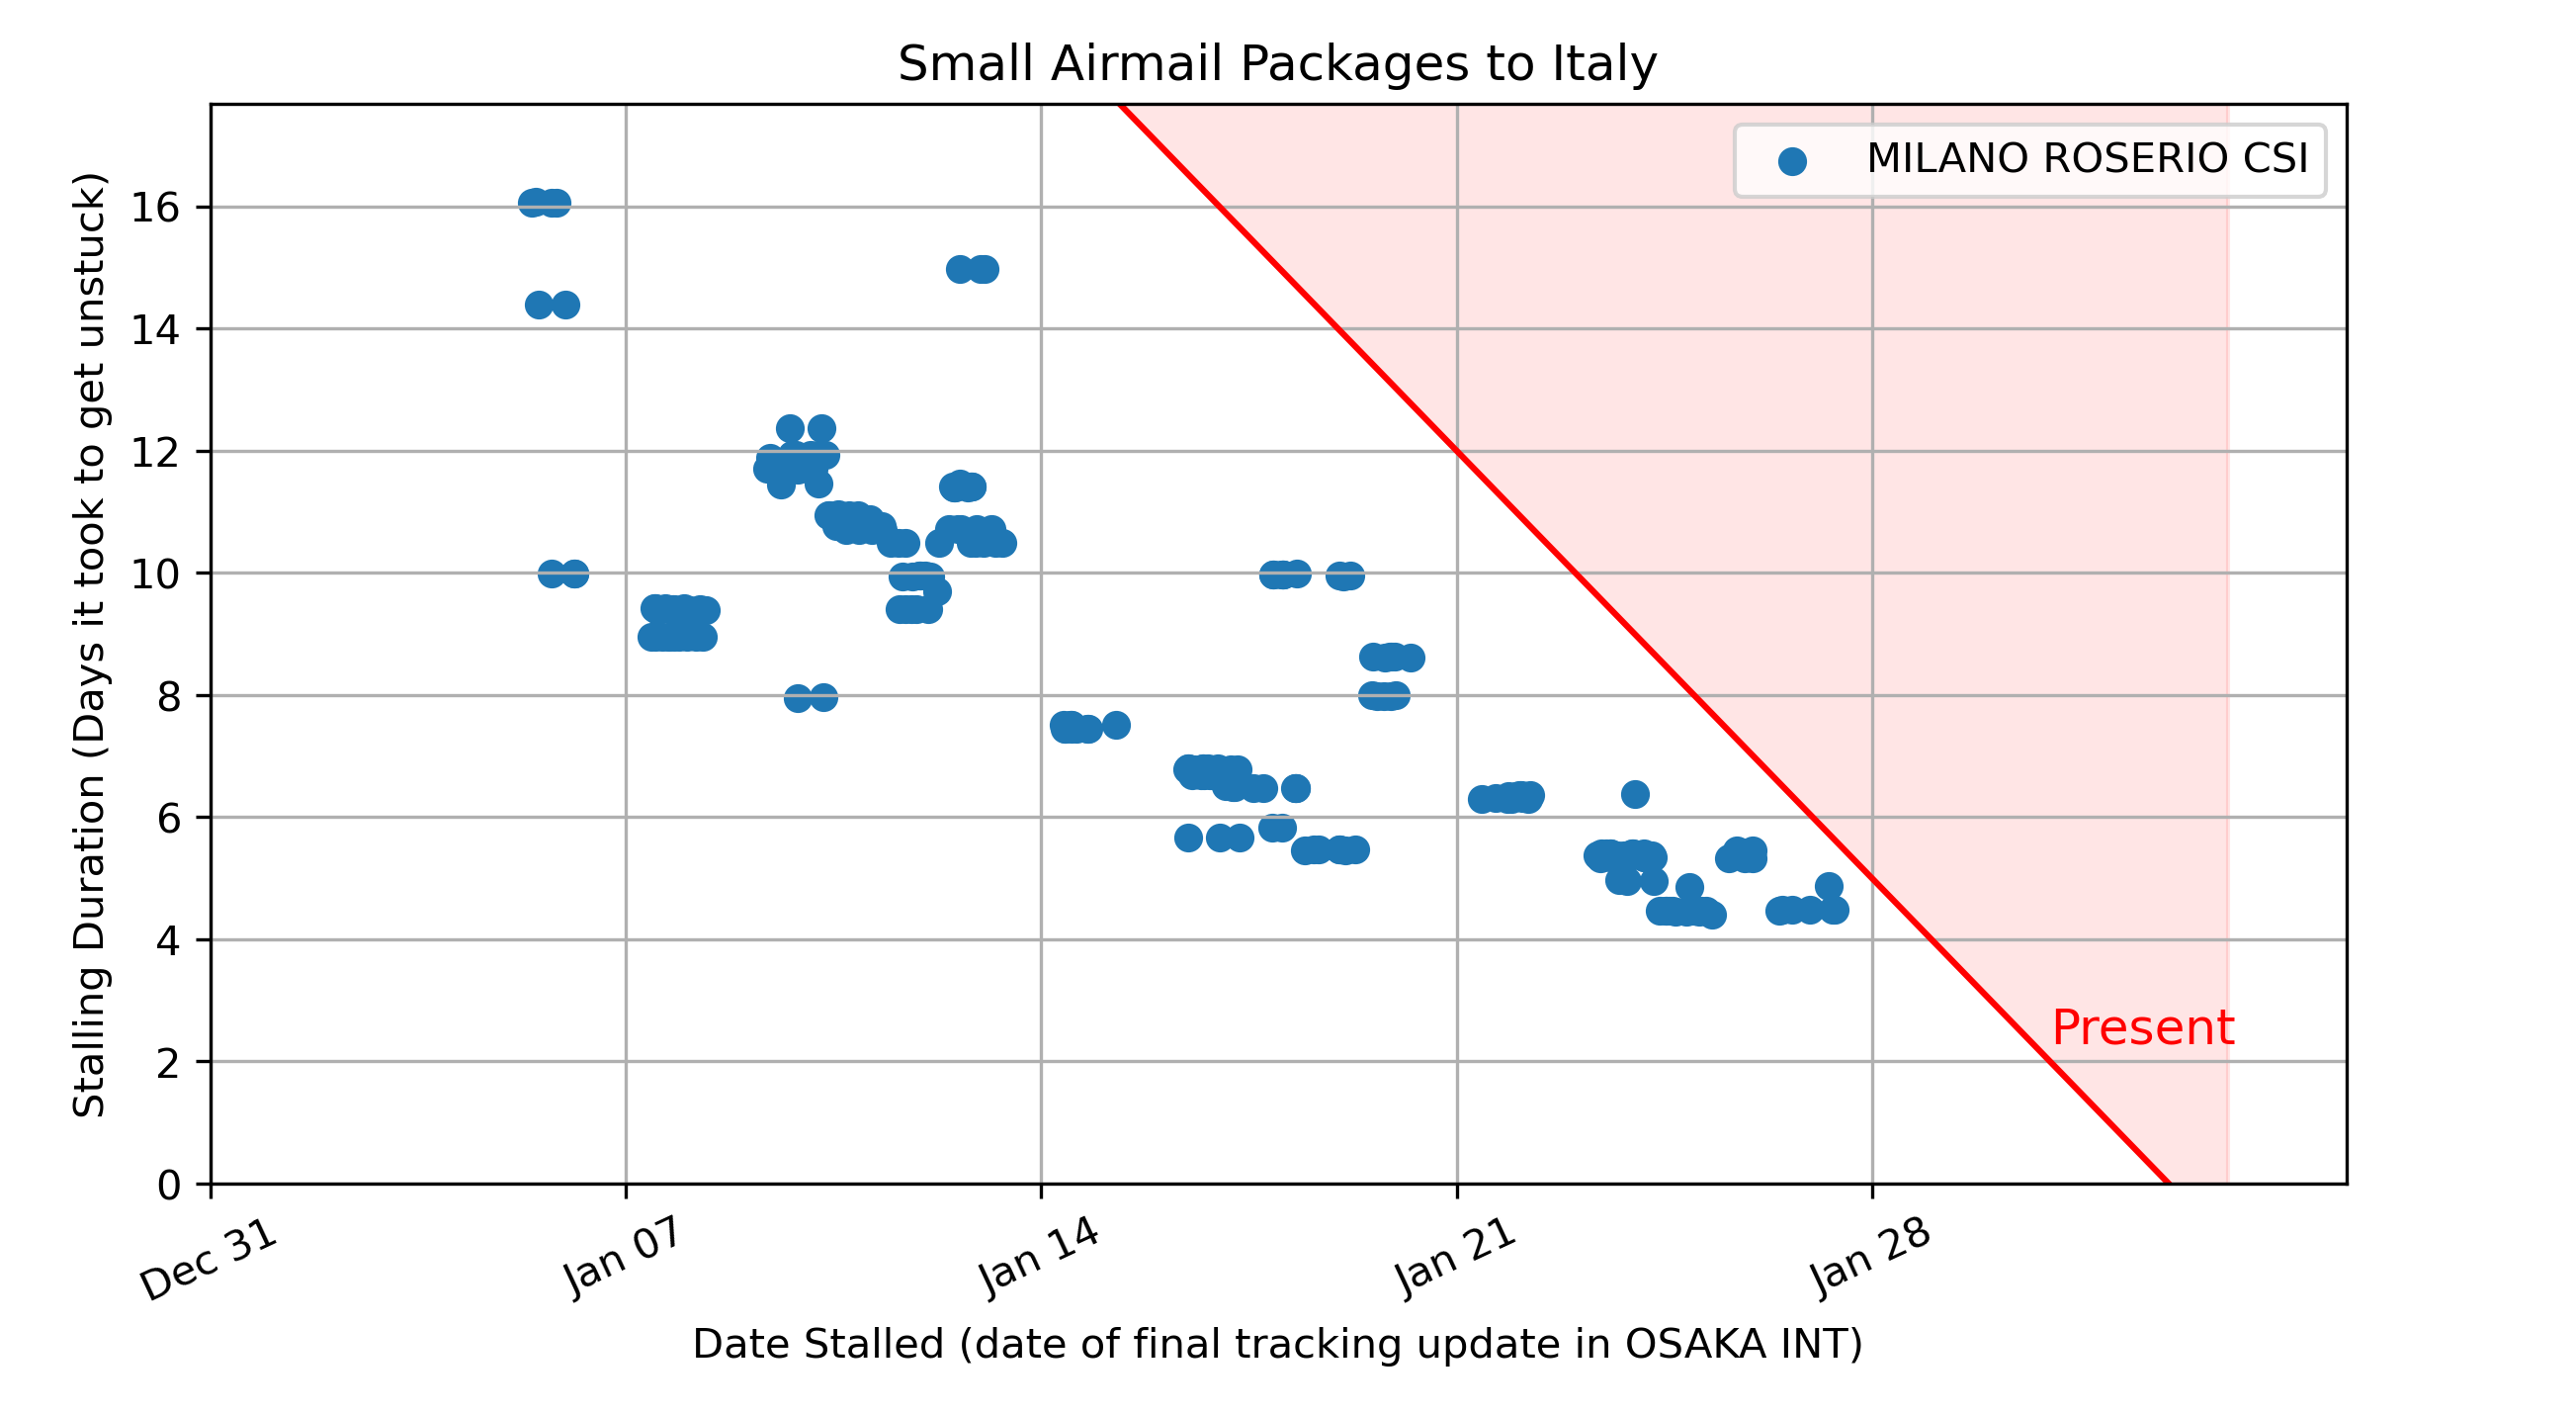 Small Airmail Packages to Italy
MILANO ROSERIO CSI
Stalling Duration (Days it took to get unstuck)
16
14
12
10
8
6
4
2
0
Present
Dec 31
Jan 07
Jan 14
Jan 21
Jan 28
Date Stalled (date of final tracking update in OSAKA INT)